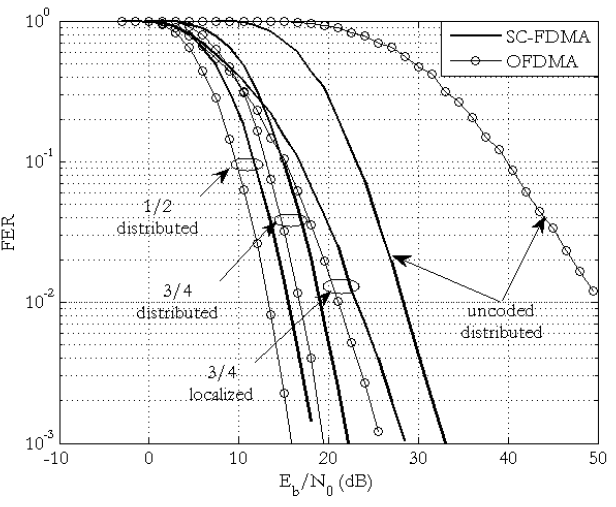 10^0
SC-FDMA
OFDMA
10^-1
1/2
distributed
FER
3/4
distributed
10^-2
uncoded
distributed
3/4
localized
10^-3
-10 0 10 20 30 40 50
E_b/N_0 (dB)